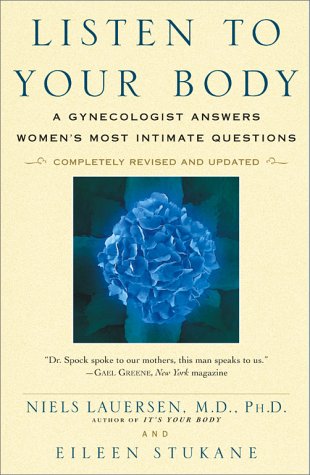 LISTEN TO
YOUR BODY
A GYNECOLOGIST ANSWERS
WOMEN'S MOST INTIMATE QUESTIONS
COMPLETELY REVISED AND UPDATED
"Dr. Spock spoke to our mothers, this man speaks to us."
—GAEL GREENE, New York magazine
NIELS LAUERSEN, M.D., PH.D.
AUTHOR OF IT'S YOUR BODY
AND
EILEEN STUKANE